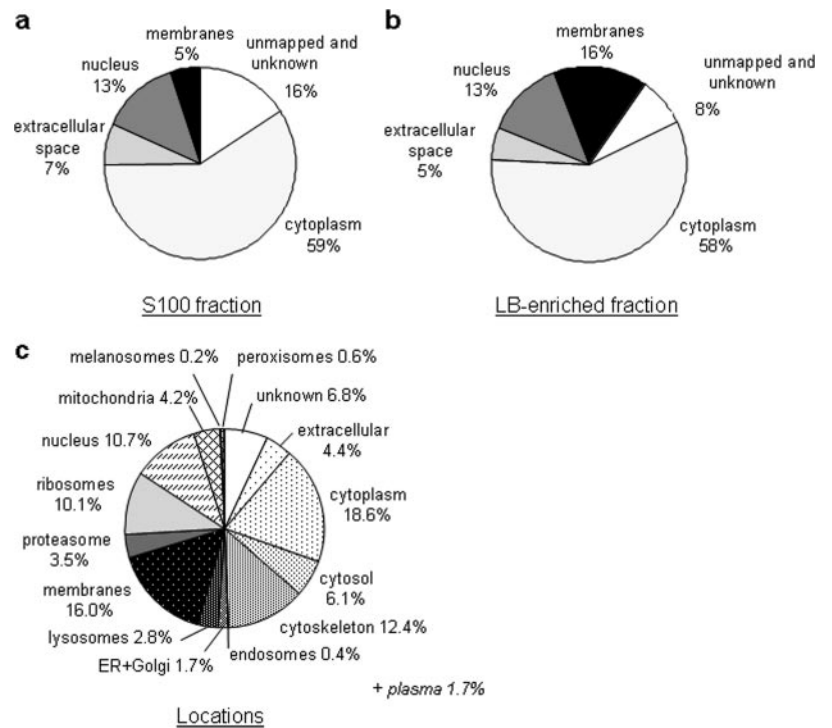 a
membranes
5%
unmapped and
unknown
16%
nucleus
13%
extracellular
space
7%
cytoplasm
59%
S100 fraction
b
membranes
16%
unmapped and
unknown
8%
nucleus
13%
extracellular
space
5%
cytoplasm
58%
LB-enriched fraction
c
melanosomes 0.2%
peroxisomes 0.6%
mitochondria 4.2%
unknown 6.8%
nucleus 10.7%
extracellular
4.4%
ribosomes
10.1%
cytoplasm
18.6%
proteasome
3.5%
cytosol
6.1%
membranes
16.0%
cytoskeleton 12.4%
lysosomes 2.8%
endosomes 0.4%
ER+Golgi 1.7%
+ plasma 1.7%
Locations